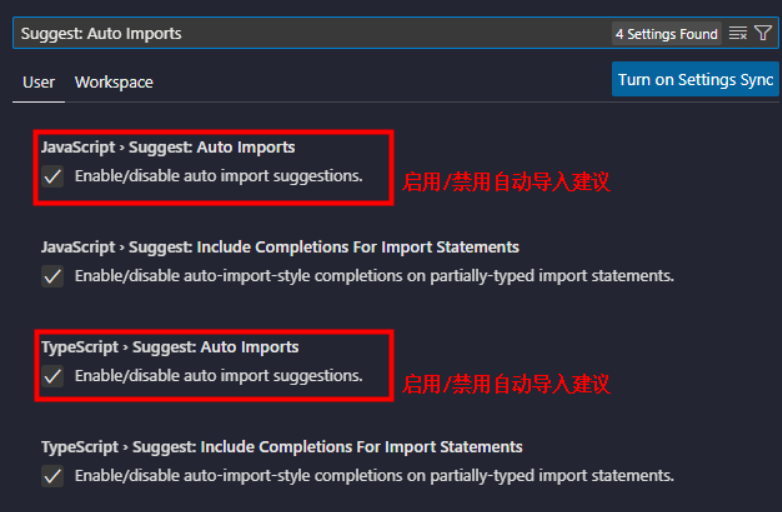 Suggest: Auto Imports
4 Settings Found
User Workspace
Turn on Settings Sync
JavaScript › Suggest: Auto Imports
Enable/disable auto import suggestions.
启用/禁用自动导入建议
JavaScript › Suggest: Include Completions For Import Statements
Enable/disable auto-import-style completions on partially-typed import statements.
TypeScript › Suggest: Auto Imports
Enable/disable auto import suggestions.
启用/禁用自动导入建议
TypeScript › Suggest: Include Completions For Import Statements
Enable/disable auto-import-style completions on partially-typed import statements.